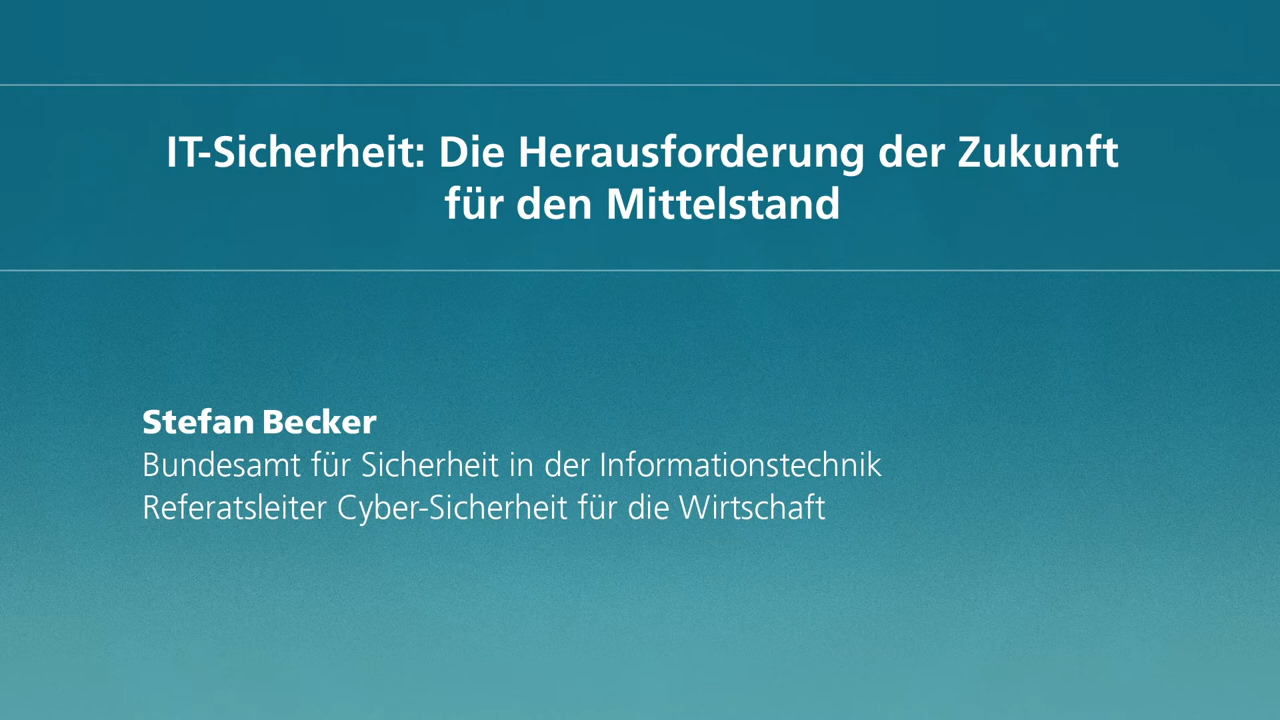 IT-Sicherheit: Die Herausforderung der Zukunft
für den Mittelstand
Stefan Becker
Bundesamt für Sicherheit in der Informationstechnik
Referatsleiter Cyber-Sicherheit für die Wirtschaft